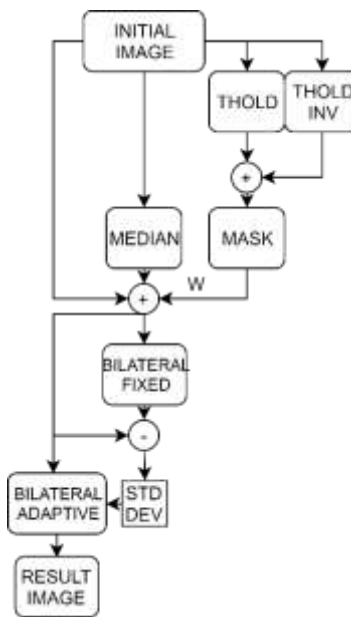 INITIAL
IMAGE
THOLD
THOLD
INV
+
MEDIAN
MASK
W
+
BILATERAL
FIXED
-
BILATERAL
ADAPTIVE
STD
DEV
RESULT
IMAGE